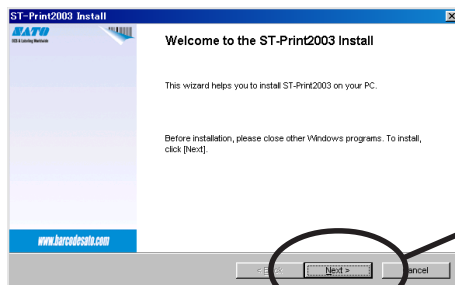 ST-Print2003 Install
SATO
Welcome to the ST-Print2003 Install
This wizard helps you to install ST-Print2003 on your PC.
Before installation, please close other Windows programs. To install,
click [Next].
www.barcodesato.com
Next >